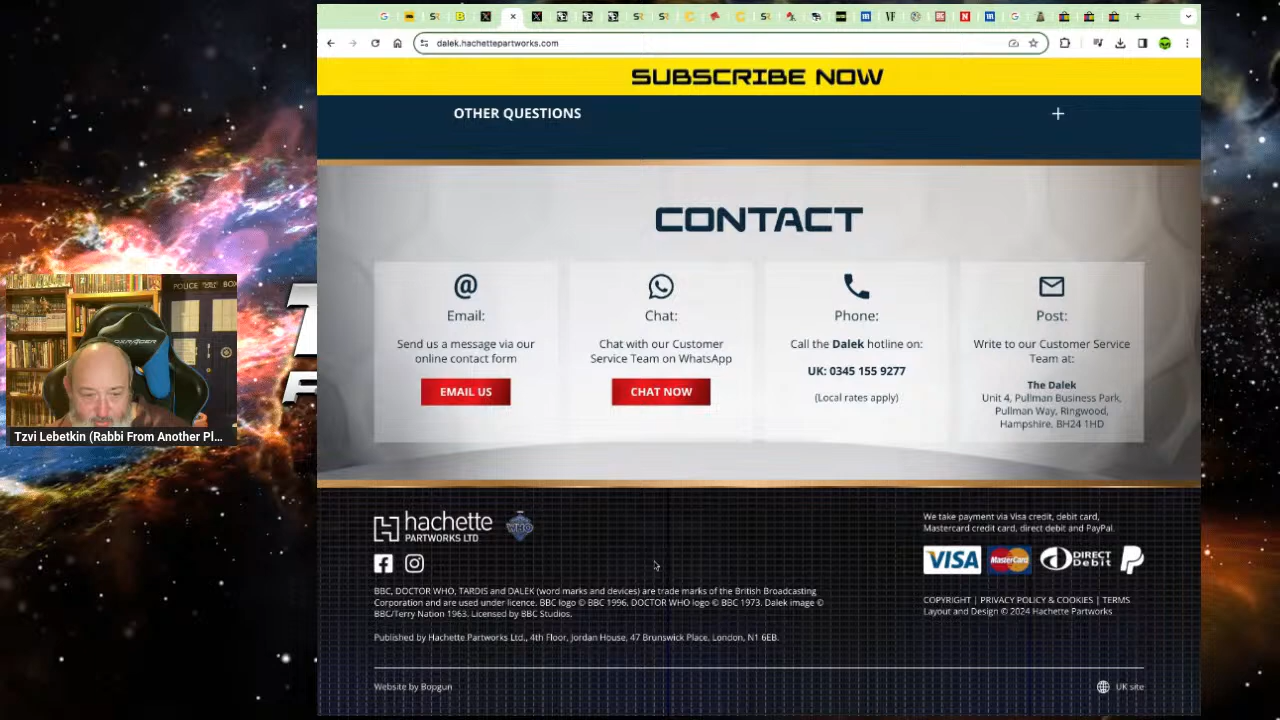 dalek.hachettepartworks.com
SUBSCRIBE NOW
OTHER QUESTIONS
CONTACT
Email:
Send us a message via our
online contact form
EMAIL US
Chat:
Chat with our Customer
Service Team on WhatsApp
CHAT NOW
Phone:
Call the Dalek hotline on:
UK: 0345 155 9277
(Local rates apply)
Post:
Write to our Customer Service
Team at:
The Dalek
Unit 4, Pullman Business Park,
Pullman Way, Ringwood,
Hampshire, BH24 1HD
POLICE BOX
Tzvi Lebetkin (Rabbi From Another Pl...
hachette
PARTWORKS LTD
WHO
BBC, DOCTOR WHO, TARDIS and DALEK (word marks and devices) are trade marks of the British Broadcasting
Corporation and are used under licence. BBC logo © BBC 1996. DOCTOR WHO logo © BBC 1973. Dalek image ©
BBC/Terry Nation 1963. Licensed by BBC Studios.
Published by Hachette Partworks Ltd., 4th Floor, Jordan House, 47 Brunswick Place, London, N1 6EB.
We take payment via Visa credit, debit card,
Mastercard credit card, direct debit and PayPal.
VISA MasterCard DIRECT Debit
COPYRIGHT | PRIVACY POLICY & COOKIES | TERMS
Layout and Design © 2024 Hachette Partworks
Website by Bopgun
UK site